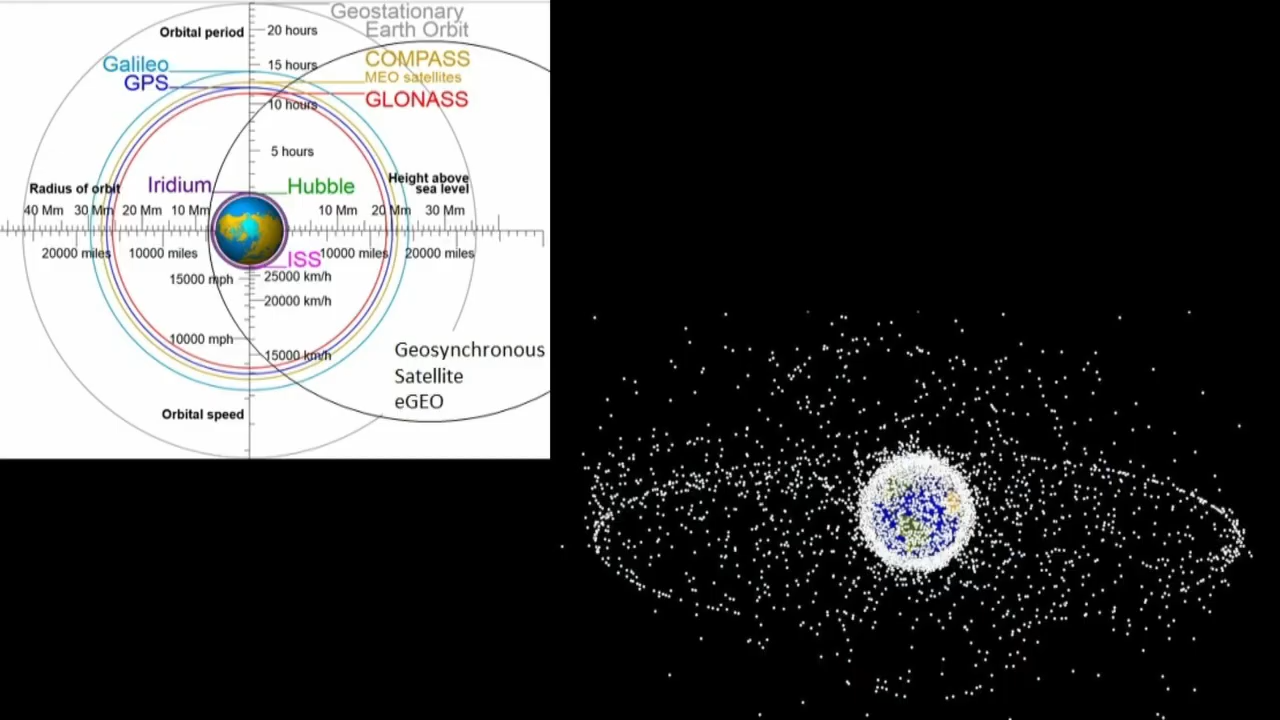 Geostationary
Earth Orbit
Orbital period
20 hours
Galileo
15 hours
COMPASS
MEO satellites
GPS
GLONASS
10 hours
5 hours
Iridium
Hubble
Radius of orbit
Height above
sea level
40 Mm
30 Mm
20 Mm
10 Mm
10 Mm
20 Mm
30 Mm
20000 miles
10000 miles
ISS
10000 miles
20000 miles
15000 mph
25000 km/h
20000 km/h
10000 mph
15000 km/h
Geosynchronous
Satellite
eGEO
Orbital speed